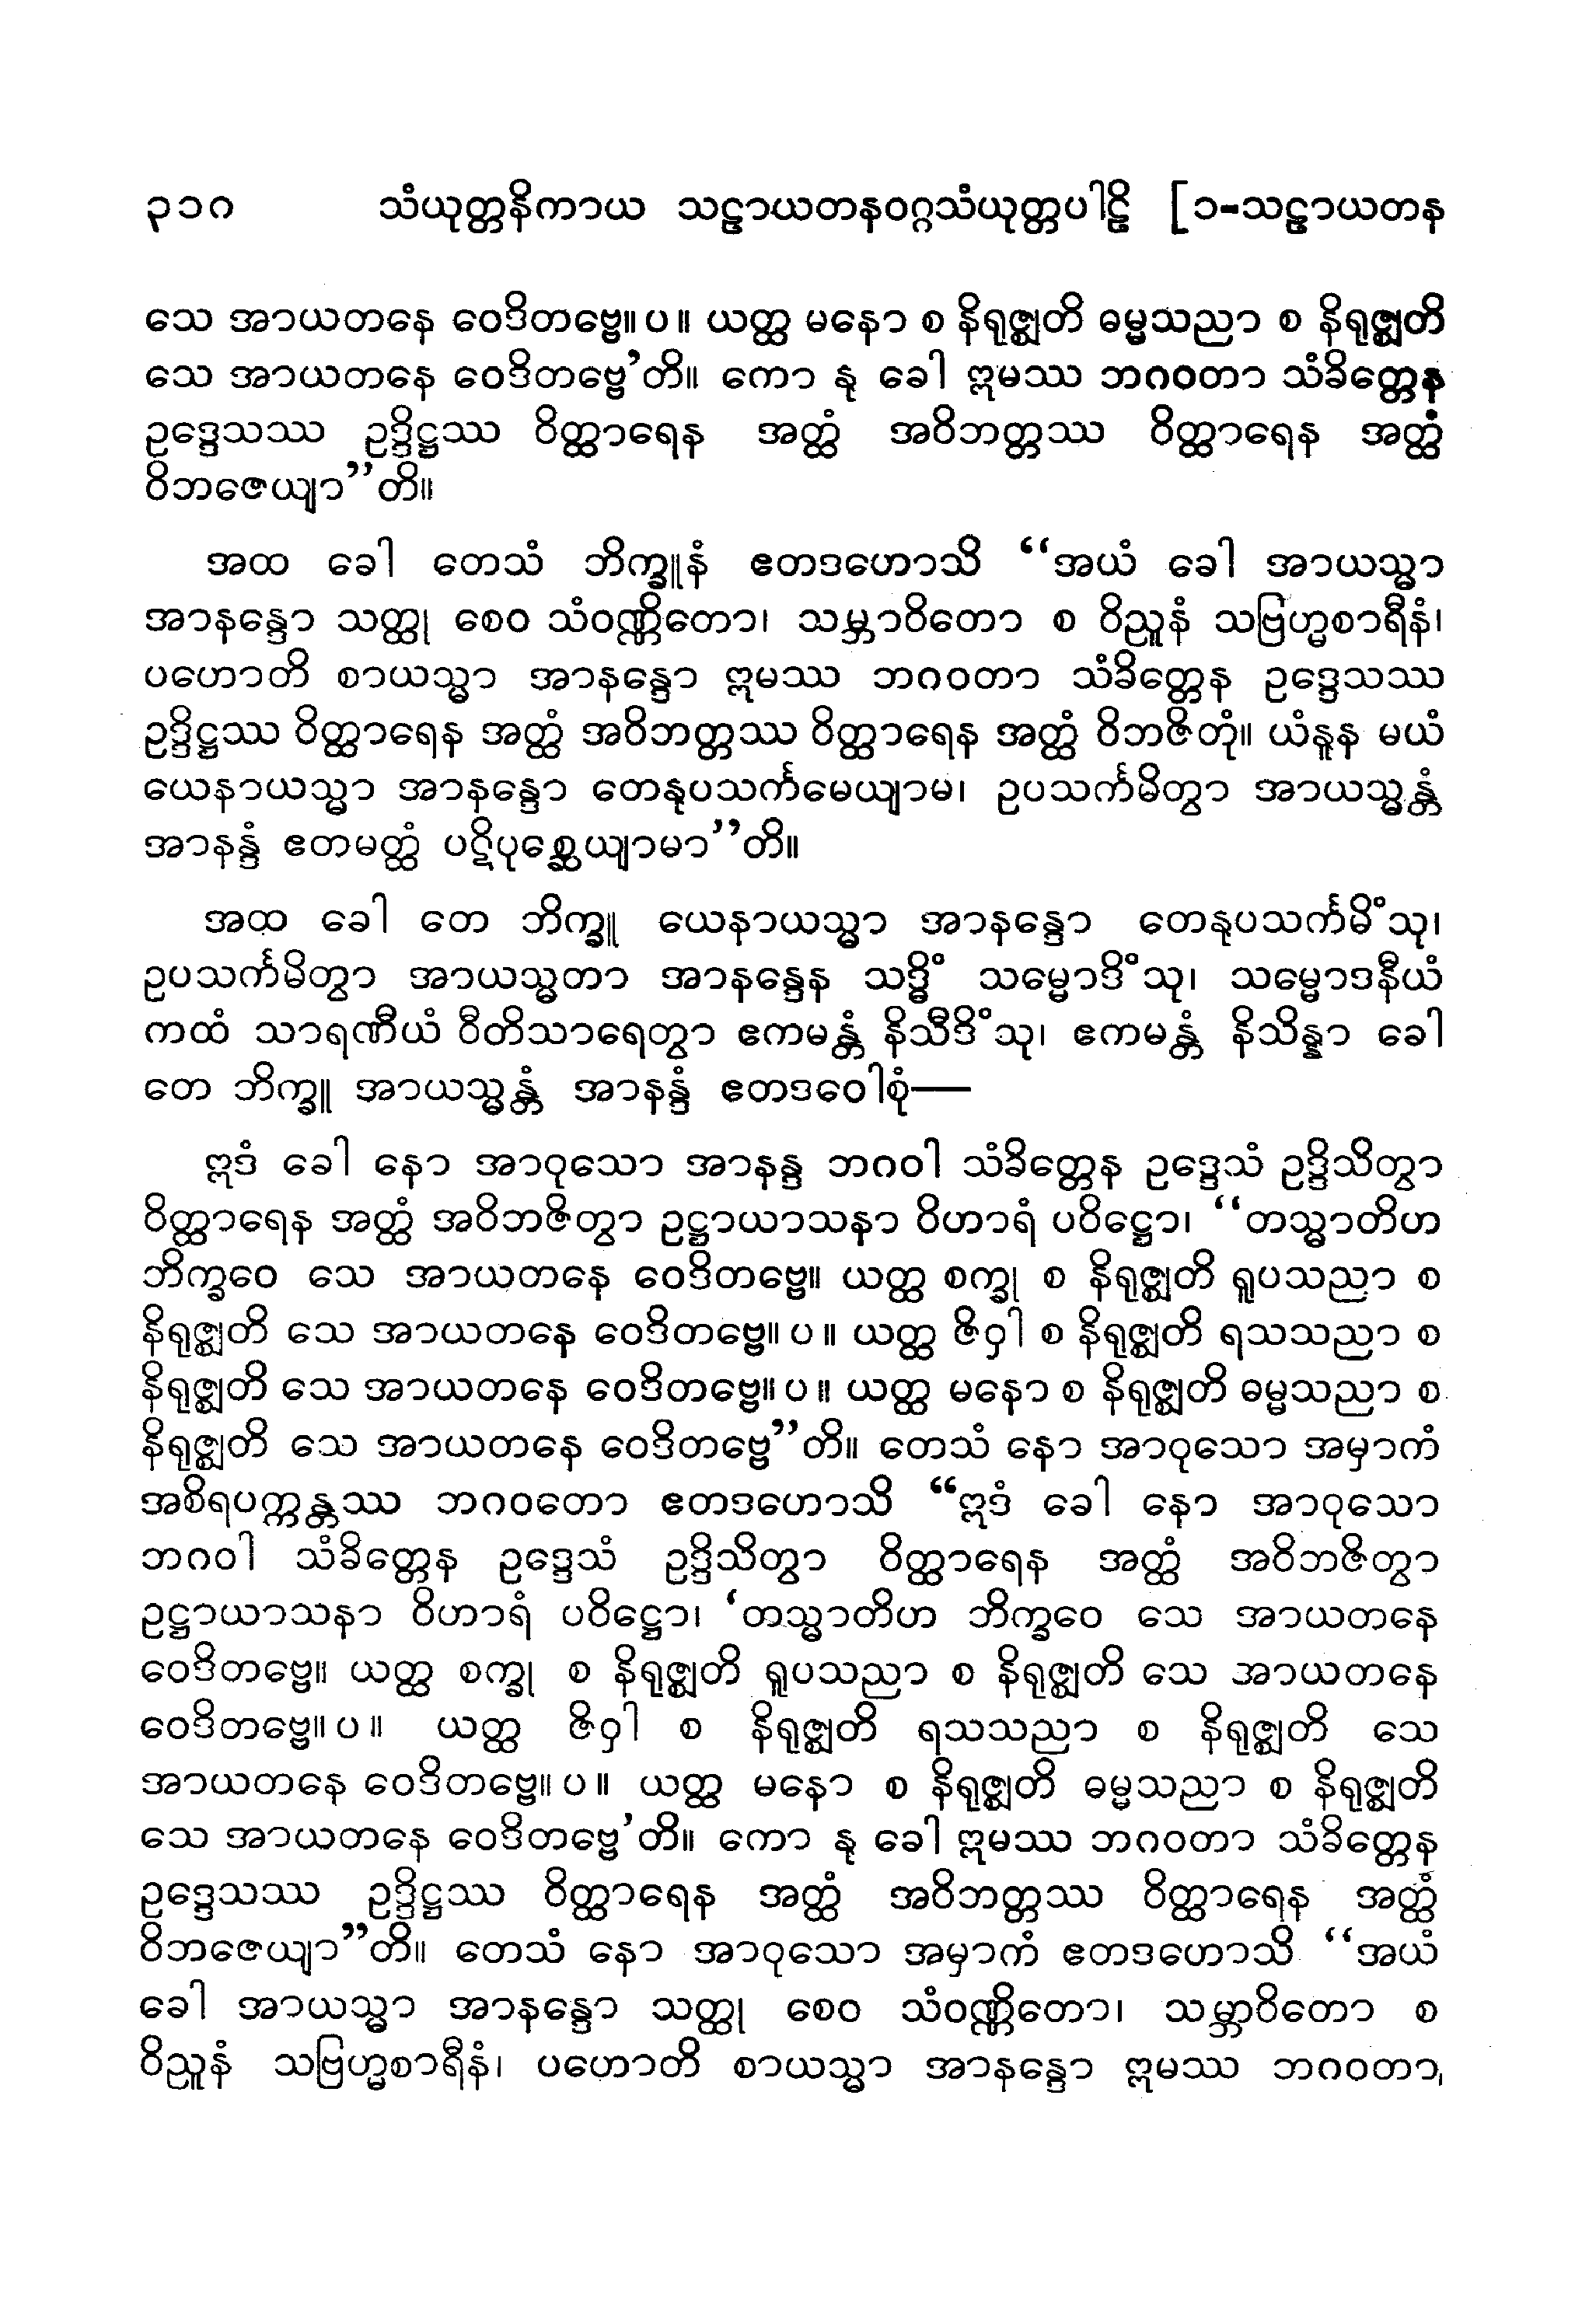 ၃၁၈ သံယုတ္တနိကာယ သဠာယတနဝဂ္ဂသံယုတ္တပါဠိ [၁-သဠာယတန
သေ အာယတနေ ဝေဒိတဗ္ဗေ။ ပ ။ ယတ္ထ မနော စ နိရုဇ္ဈတိ ဓမ္မသညာ စ နိရုဇ္ဈတိ
သေ အာယတနေ ဝေဒိတဗ္ဗေ’တိ။ ကော နု ခေါ ဣမဿ ဘဂဝတာ သံခိတ္တေန
ဥဒ္ဒေသဿ ဥဒ္ဒိဋ္ဌဿ ဝိတ္ထာရေန အတ္ထံ အဝိဘတ္တဿ ဝိတ္ထာရေန အတ္ထံ
ဝိဘဇေယျာ”တိ။
အထ ခေါ တေသံ ဘိက္ခူနံ ဧတဒဟောသိ “အယံ ခေါ အာယသ္မာ
အာနန္ဒော သတ္ထု စေဝ သံဝဏ္ဏိတော၊ သမ္ဘာဝိတော စ ဝိညူနံ သဗြဟ္မစာရီနံ၊
ပဟောတိ စာယသ္မာ အာနန္ဒော ဣမဿ ဘဂဝတာ သံခိတ္တေန ဥဒ္ဒေသဿ
ဥဒ္ဒိဋ္ဌဿ ဝိတ္ထာရေန အတ္ထံ အဝိဘတ္တဿ ဝိတ္ထာရေန အတ္ထံ ဝိဘဇိတုံ။ ယံနူန မယံ
ယေနာယသ္မာ အာနန္ဒော တေနုပသင်္ကမေယျာမ၊ ဥပသင်္ကမိတွာ အာယသ္မန္တံ
အာနန္ဒံ ဧတမတ္ထံ ပဋိပုစ္ဆေယျာမာ”တိ။
အထ ခေါ တေ ဘိက္ခူ ယေနာယသ္မာ အာနန္ဒော တေနုပသင်္ကမိံသု၊
ဥပသင်္ကမိတွာ အာယသ္မတာ အာနန္ဒေန သဒ္ဓိံ သမ္မောဒိံသု၊ သမ္မောဒနီယံ
ကထံ သာရဏီယံ ဝီတိသာရေတွာ ဧကမန္တံ နိသီဒိံသု၊ ဧကမန္တံ နိသိန္နာ ခေါ
တေ ဘိက္ခူ အာယသ္မန္တံ အာနန္ဒံ ဧတဒဝေါစုံ—
ဣဒံ ခေါ နော အာဝုသော အာနန္ဒ ဘဂဝါ သံခိတ္တေန ဥဒ္ဒေသံ ဥဒ္ဒိသိတွာ
ဝိတ္ထာရေန အတ္ထံ အဝိဘဇိတွာ ဥဋ္ဌာယာသနာ ဝိဟာရံ ပဝိဋ္ဌော၊ “တသ္မာတိဟ
ဘိက္ခဝေ သေ အာယတနေ ဝေဒိတဗ္ဗေ။ ယတ္ထ စက္ခု စ နိရုဇ္ဈတိ ရူပသညာ စ
နိရုဇ္ဈတိ သေ အာယတနေ ဝေဒိတဗ္ဗေ။ ပ ။ ယတ္ထ ဇိဝှါ စ နိရုဇ္ဈတိ ရသသညာ စ
နိရုဇ္ဈတိ သေ အာယတနေ ဝေဒိတဗ္ဗေ။ ပ ။ ယတ္ထ မနော စ နိရုဇ္ဈတိ ဓမ္မသညာ စ
နိရုဇ္ဈတိ သေ အာယတနေ ဝေဒိတဗ္ဗေ”တိ။ တေသံ နော အာဝုသော အမှာကံ
အစိရပက္ကန္တဿ ဘဂဝတော ဧတဒဟောသိ “ဣဒံ ခေါ နော အာဝုသော
ဘဂဝါ သံခိတ္တေန ဥဒ္ဒေသံ ဥဒ္ဒိသိတွာ ဝိတ္ထာရေန အတ္ထံ အဝိဘဇိတွာ
ဥဋ္ဌာယာသနာ ဝိဟာရံ ပဝိဋ္ဌော၊ ‘တသ္မာတိဟ ဘိက္ခဝေ သေ အာယတနေ
ဝေဒိတဗ္ဗေ။ ယတ္ထ စက္ခု စ နိရုဇ္ဈတိ ရူပသညာ စ နိရုဇ္ဈတိ သေ အာယတနေ
ဝေဒိတဗ္ဗေ။ ပ ။ ယတ္ထ ဇိဝှါ စ နိရုဇ္ဈတိ ရသသညာ စ နိရုဇ္ဈတိ သေ
အာယတနေ ဝေဒိတဗ္ဗေ။ ပ ။ ယတ္ထ မနော စ နိရုဇ္ဈတိ ဓမ္မသညာ စ နိရုဇ္ဈတိ
သေ အာယတနေ ဝေဒိတဗ္ဗေ’တိ။ ကော နု ခေါ ဣမဿ ဘဂဝတာ သံခိတ္တေန
ဥဒ္ဒေသဿ ဥဒ္ဒိဋ္ဌဿ ဝိတ္ထာရေန အတ္ထံ အဝိဘတ္တဿ ဝိတ္ထာရေန အတ္ထံ
ဝိဘဇေယျာ”တိ။ တေသံ နော အာဝုသော အမှာကံ ဧတဒဟောသိ “အယံ
ခေါ အာယသ္မာ အာနန္ဒော သတ္ထု စေဝ သံဝဏ္ဏိတော၊ သမ္ဘာဝိတော စ
ဝိညူနံ သဗြဟ္မစာရီနံ၊ ပဟောတိ စာယသ္မာ အာနန္ဒော ဣမဿ ဘဂဝတာ